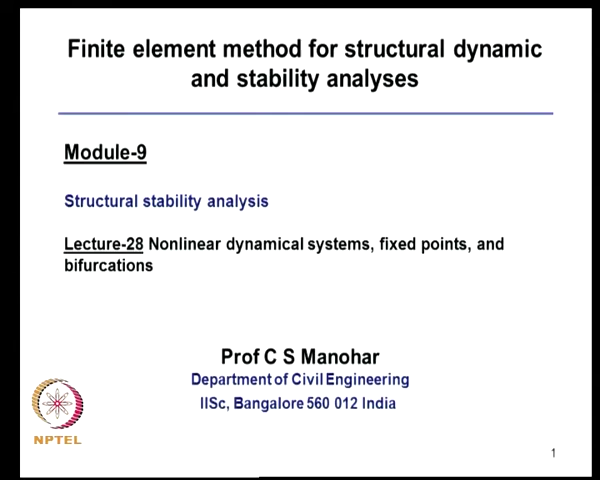 Finite element method for structural dynamic
and stability analyses
Module-9
Structural stability analysis
Lecture-28 Nonlinear dynamical systems, fixed points, and
bifurcations
Prof C S Manohar
Department of Civil Engineering
IISc, Bangalore 560 012 India
NPTEL
1